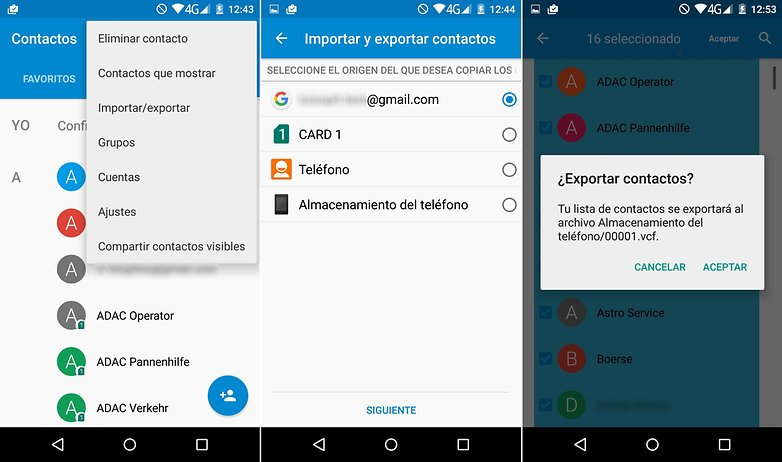 4G 12:43
Contactos
FAVORITOS
YO
Confi
A
A
A
A
A
ADAC Operator
A
ADAC Pannenhilfe
A
ADAC Verkehr
Eliminar contacto
Contactos que mostrar
Importar/exportar
Grupos
Cuentas
Ajustes
Compartir contactos visibles
4G 12:44
Importar y exportar contactos
SELECCIONE EL ORIGEN DEL QUE DESEA COPIAR LOS
G @gmail.com
1 CARD 1
Teléfono
Almacenamiento del teléfono
SIGUIENTE
4G 12:53
16 seleccionado Aceptar
A ADAC Operator
A ADAC Pannenhilfe
¿Exportar contactos?
Tu lista de contactos se exportará al
archivo Almacenamiento del
teléfono/00001.vcf.
CANCELAR ACEPTAR
A Astro Service
B Boerse
D